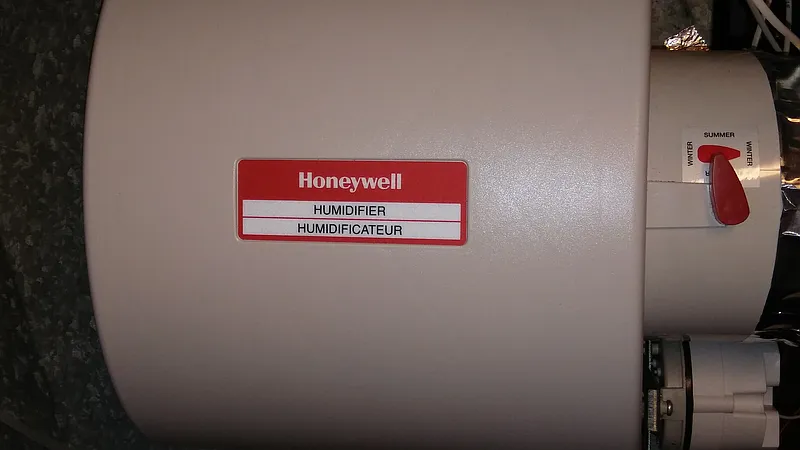 Honeywell
HUMIDIFIER
HUMIDIFICATEUR
SUMMER
WINTER
WINTER